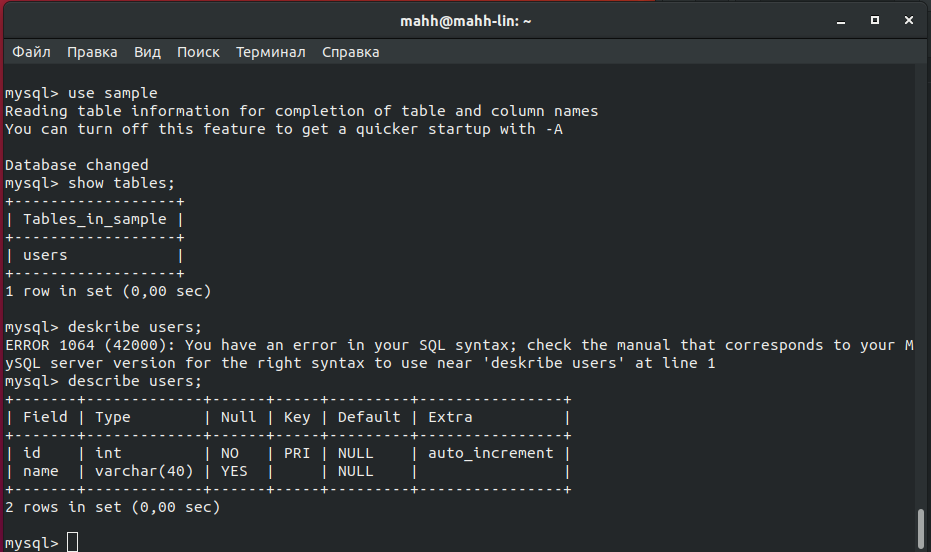 mahh@mahh-lin: ~
Файл Правка Вид Поиск Терминал Справка
mysql> use sample
Reading table information for completion of table and column names
You can turn off this feature to get a quicker startup with -A
Database changed
mysql> show tables;
+------------------+
| Tables_in_sample |
+------------------+
| users            |
+------------------+
1 row in set (0,00 sec)
mysql> deskribe users;
ERROR 1064 (42000): You have an error in your SQL syntax; check the manual that corresponds to your M
ySQL server version for the right syntax to use near 'deskribe users' at line 1
mysql> describe users;
+-------+-------------+------+-----+---------+----------------+
| Field | Type        | Null | Key | Default | Extra          |
+-------+-------------+------+-----+---------+----------------+
| id    | int         | NO   | PRI | NULL    | auto_increment |
| name  | varchar(40) | YES  |     | NULL    |                |
+-------+-------------+------+-----+---------+----------------+
2 rows in set (0,00 sec)
mysql>